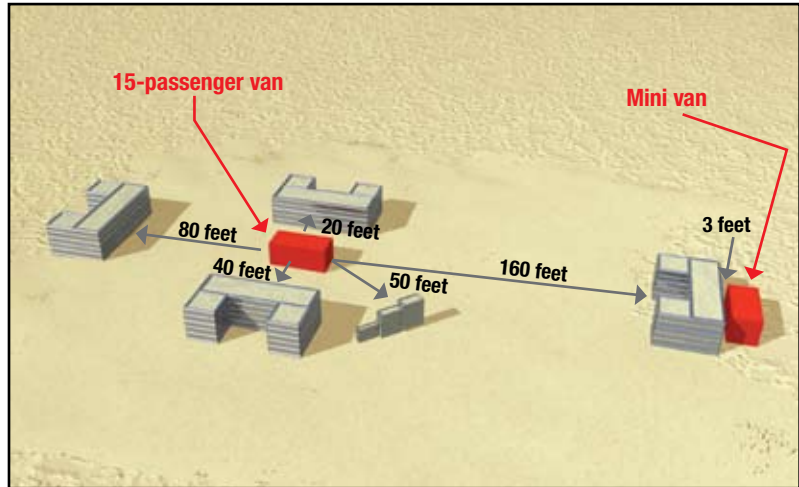 15-passenger van
Mini van
80 feet
20 feet
3 feet
40 feet
50 feet
160 feet